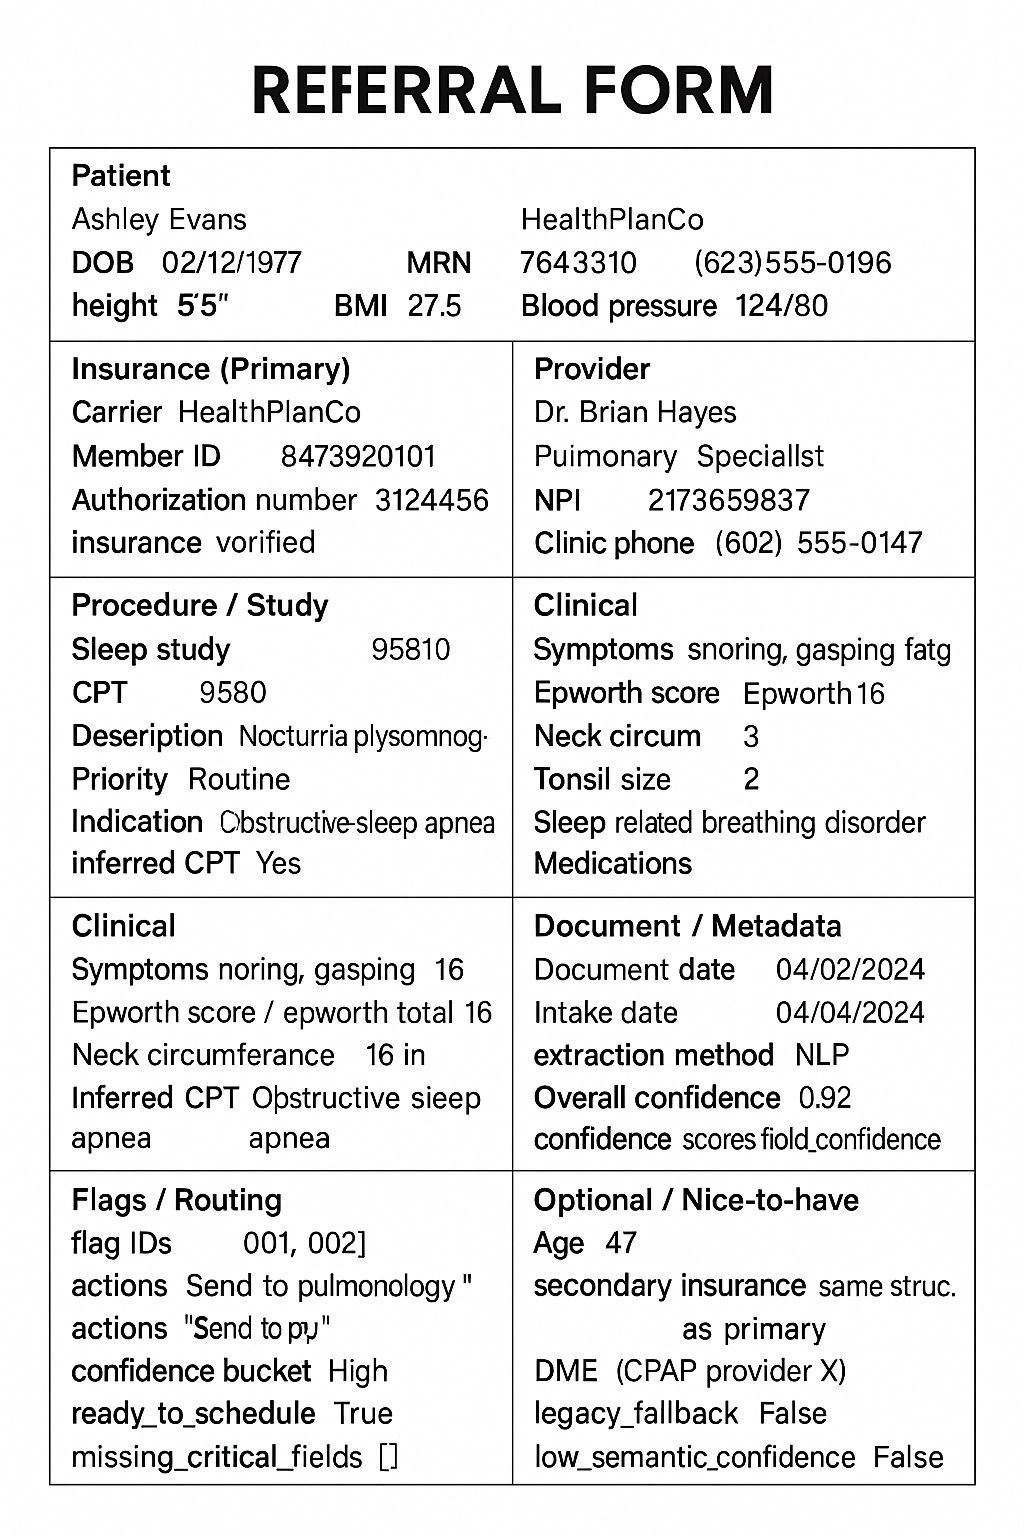 REFERRAL FORM
Patient
Ashley Evans HealthPlanCo
DOB 02/12/1977 MRN 7643310 (623)555-0196
height 5'5" BMI 27.5 Blood pressure 124/80
Insurance (Primary)
Carrier HealthPlanCo
Member ID 8473920101
Authorization number 3124456
insurance vorified
Provider
Dr. Brian Hayes
Puimonary Speciallst
NPI 2173659837
Clinic phone (602) 555-0147
Procedure / Study
Sleep study 95810
CPT 9580
Deseription Nocturria plysomnog.
Priority Routine
Indication Obstructive-sleep apnea
inferred CPT Yes
Clinical
Symptoms snoring, gasping fatg
Epworth score Epworth 16
Neck circum 3
Tonsil size 2
Sleep related breathing disorder
Medications
Clinical
Symptoms noring, gasping 16
Epworth score / epworth total 16
Neck circumferance 16 in
Inferred CPT Obstructive sieep
apnea apnea
Document / Metadata
Document date 04/02/2024
Intake date 04/04/2024
extraction method NLP
Overall confidence 0.92
confidence scores fiold_confidence
Flags / Routing
flag IDs 001, 002]
actions Send to pulmonology "
actions "Send to
confidence bucket High
ready_to_schedule True
missing_critical_fields []
Optional / Nice-to-have
Age 47
secondary insurance same struc.
as primary
DME (CPAP provider X)
legacy_fallback False
low_semantic_confidence False